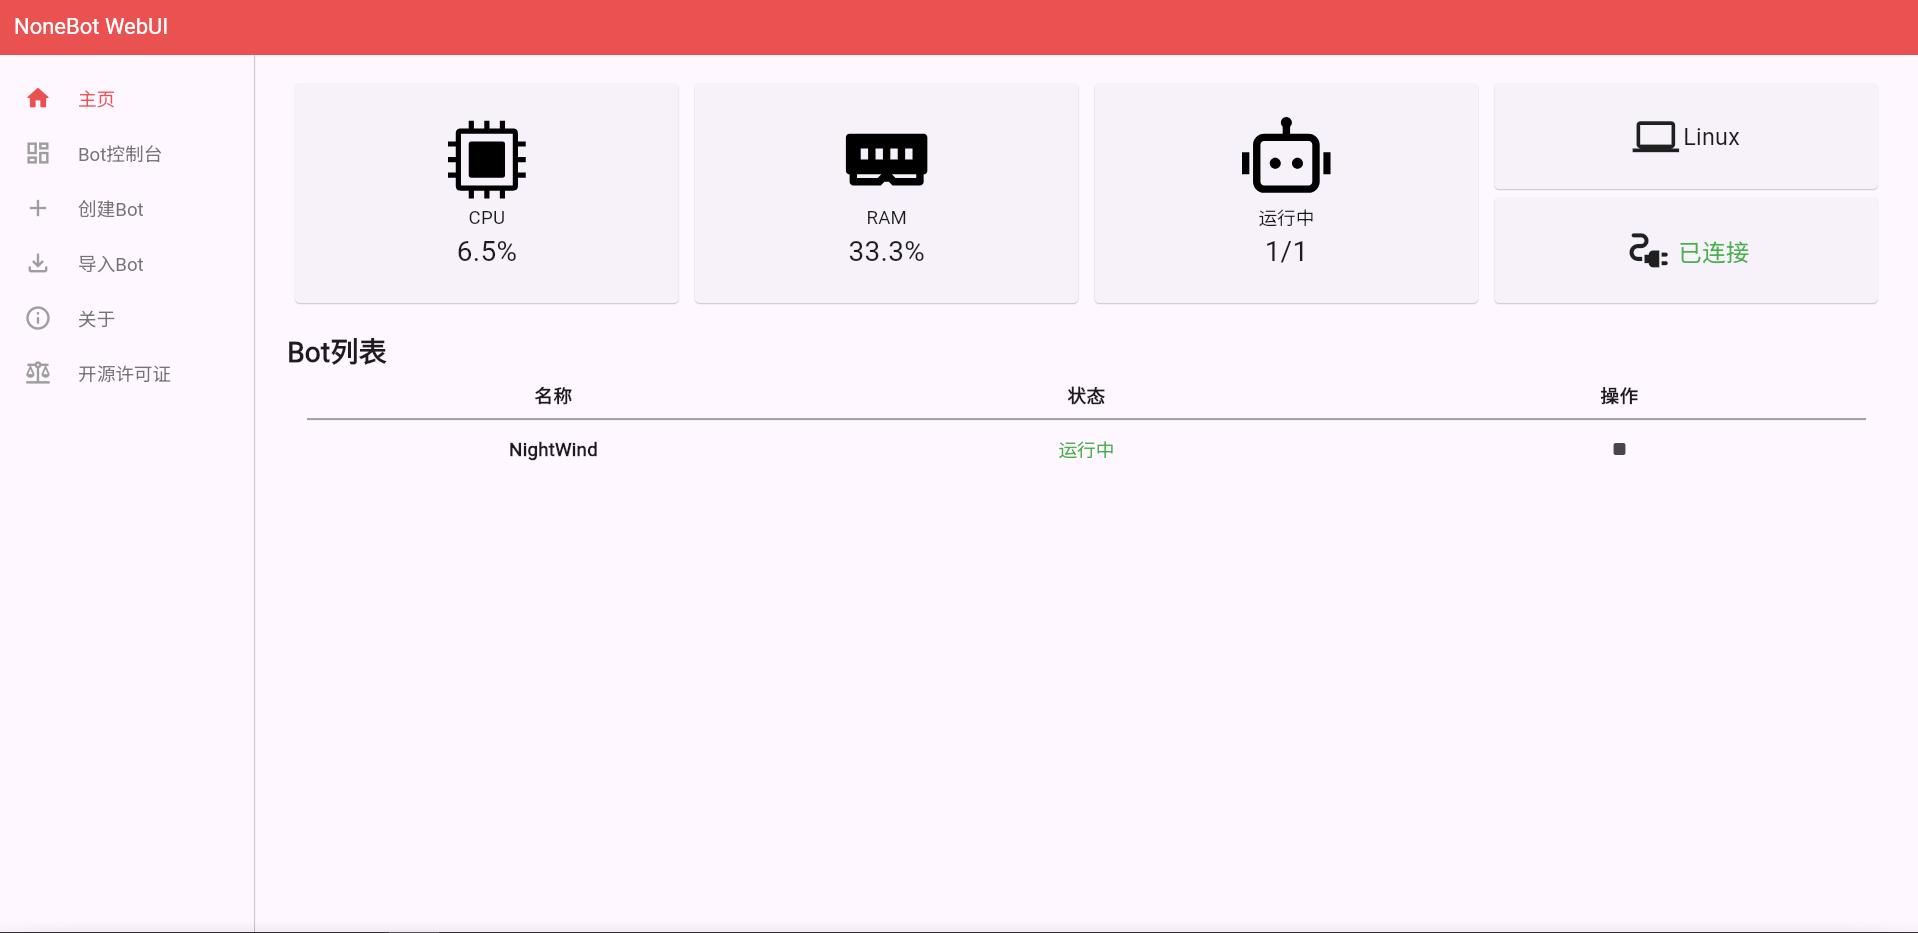 NoneBot WebUI
主页
Bot控制台
创建Bot
导入Bot
关于
开源许可证
CPU
6.5%
RAM
33.3%
运行中
1/1
Linux
已连接
Bot列表
名称 状态 操作
NightWind 运行中